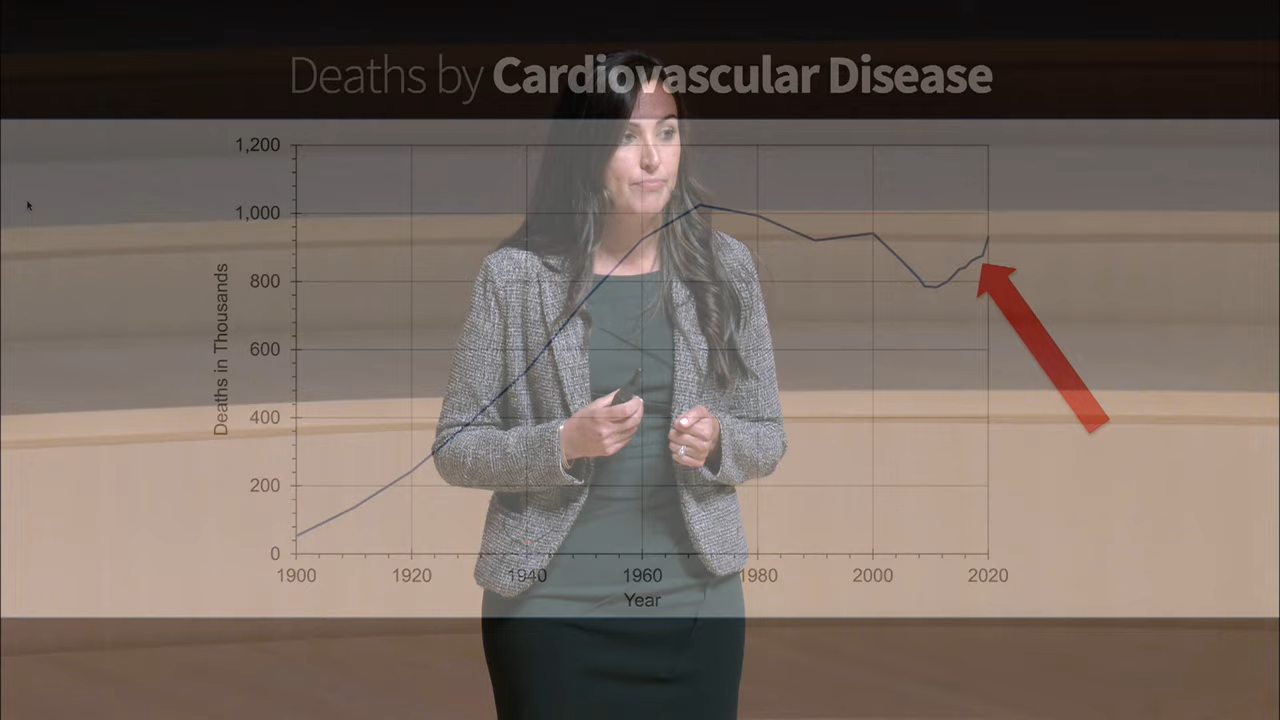 Deaths by Cardiovascular Disease
1,200
1,000
800
600
400
200
0
Deaths in Thousands
1900 1920 1940 1960 1980 2000 2020
Year